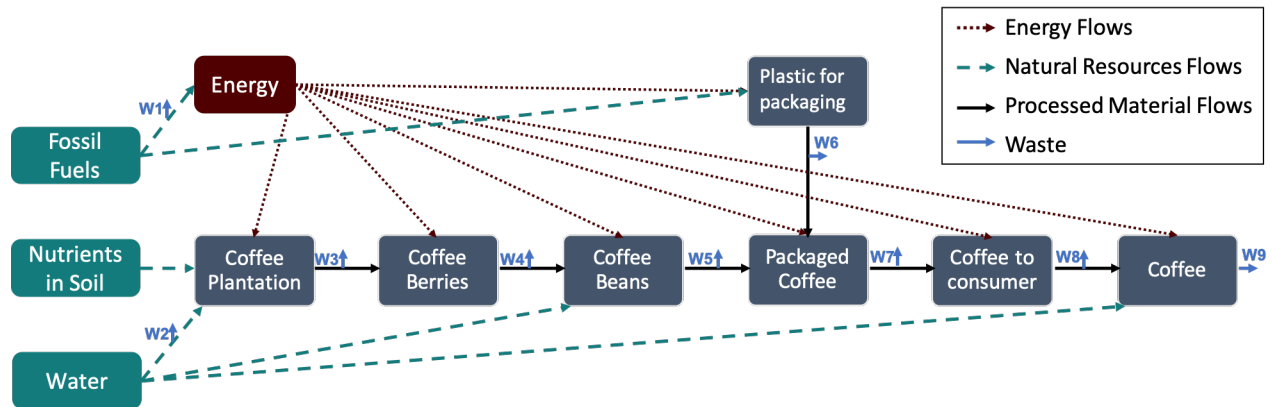 Energy Flows
Natural Resources Flows
Processed Material Flows
Waste
Energy
Plastic for
packaging
W1
Fossil
Fuels
W6
Nutrients
in Soil
Coffee
Plantation
W3
Coffee
Berries
W4
Coffee
Beans
W5
Packaged
Coffee
W7
Coffee to
consumer
W8
Coffee
W9
W2
Water